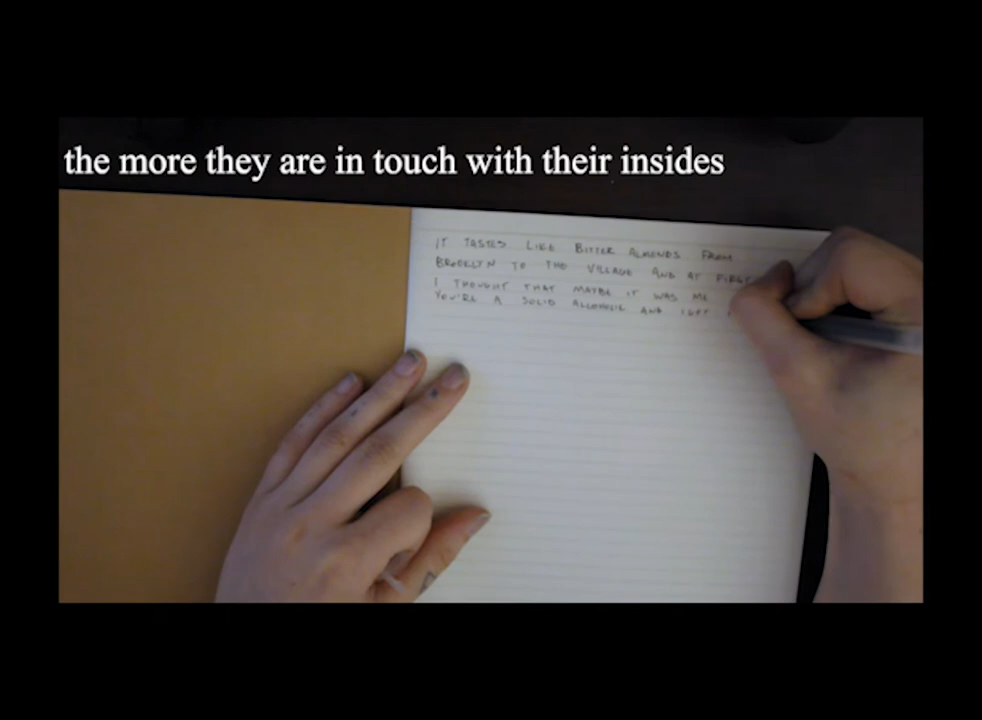 the more they are in touch with their insides
IT TASTES LIKE BITTER ALMONDS FROM
BROOKLYN TO THE VILLAGE AND AT FIRST
I THOUGHT THAT MAYBE IT WAS ME
YOU'RE A SOLID ALCOHOLIC AND